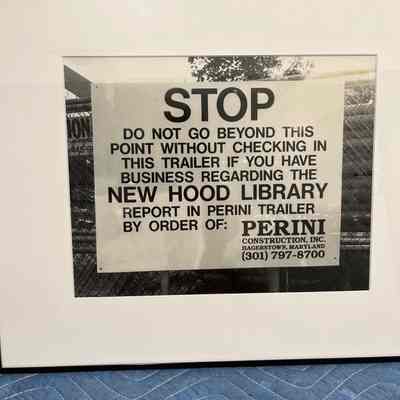 STOP
DO NOT GO BEYOND THIS
POINT WITHOUT CHECKING IN
THIS TRAILER IF YOU HAVE
BUSINESS REGARDING THE
NEW HOOD LIBRARY
REPORT IN PERINI TRAILER
BY ORDER OF: PERINI
CONSTRUCTION, INC.
HAGERSTOWN, MARYLAND
(301) 797-8700